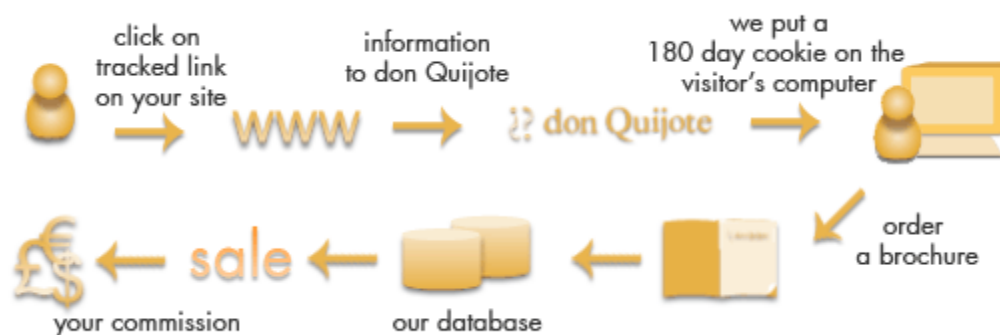 click on
tracked link
on your site
information
to don Quijote
we put a
180 day cookie on the
visitor's computer
www
don Quijote
order
a brochure
£€$
sale
your commission
our database